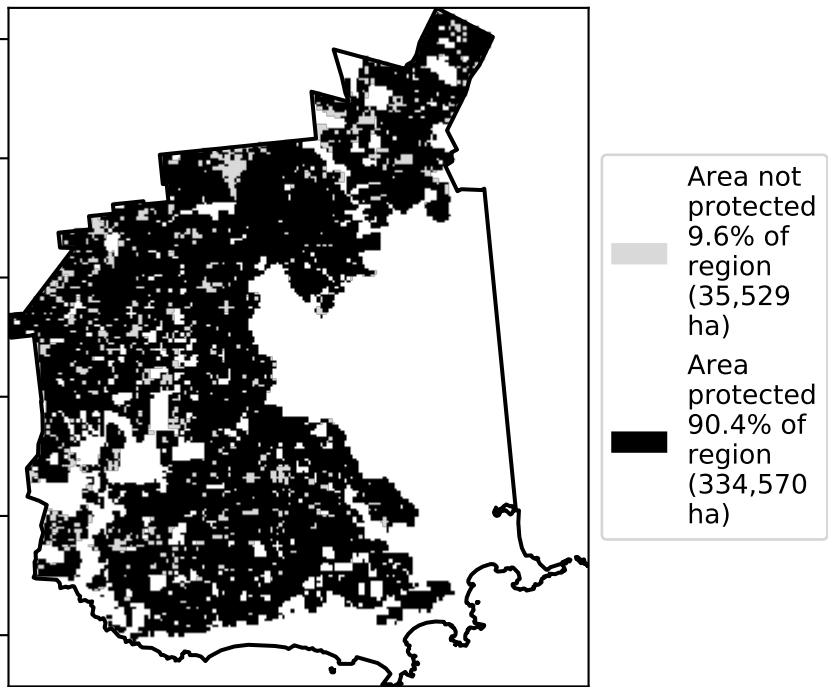 Area not
protected
9.6% of
region
(35,529
ha)
Area
protected
90.4% of
region
(334,570
ha)